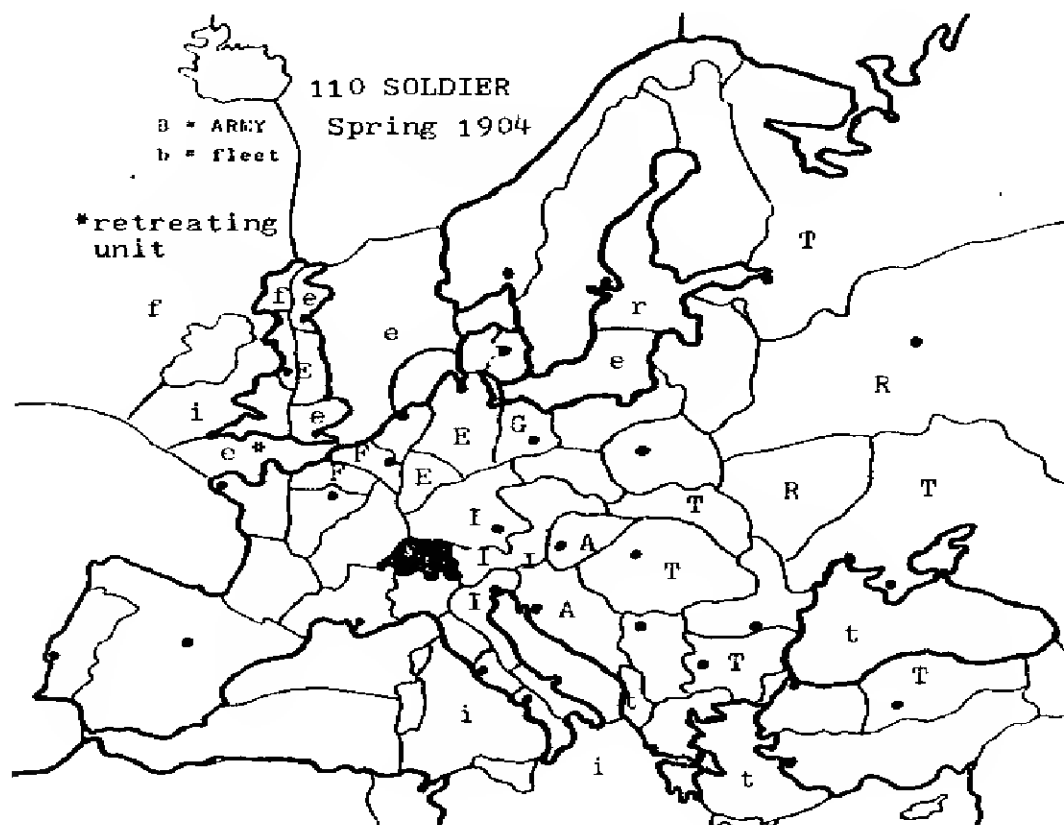 110 SOLDIER
Spring 1904
B = ARMY
b = fleet
*retreating
unit
T
f
f e
r
e
e
R
E
i
e
E
G
e *
F
F
E
R
T
T
I
I
I
A
T
I
A
t
T
T
t
i
i
t